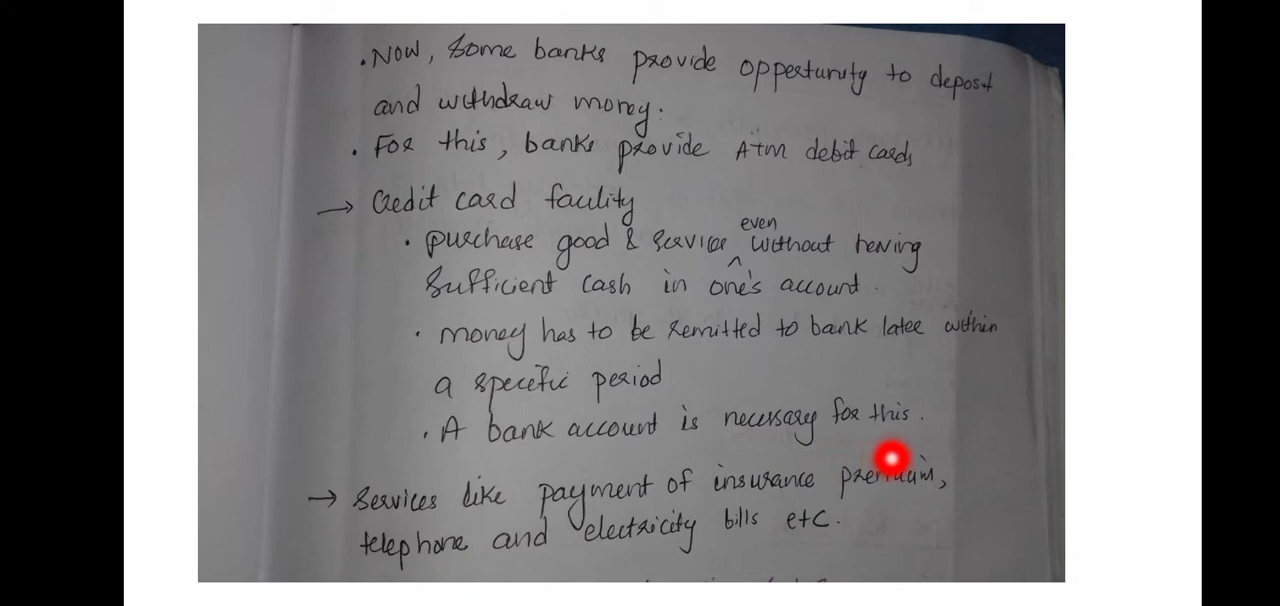 . Now, Some banks provide oppertunity to deposit
and withdraw money.
. For this, banks provide ATM debit cards
→ Credit card facility
. purchase good & service even without having
Sufficient cash in one's account.
. money has to be remitted to bank later within
a specific period
. A bank account is necessary for this.
→ Services like payment of insurance premium,
telephone and electricity bills etc.